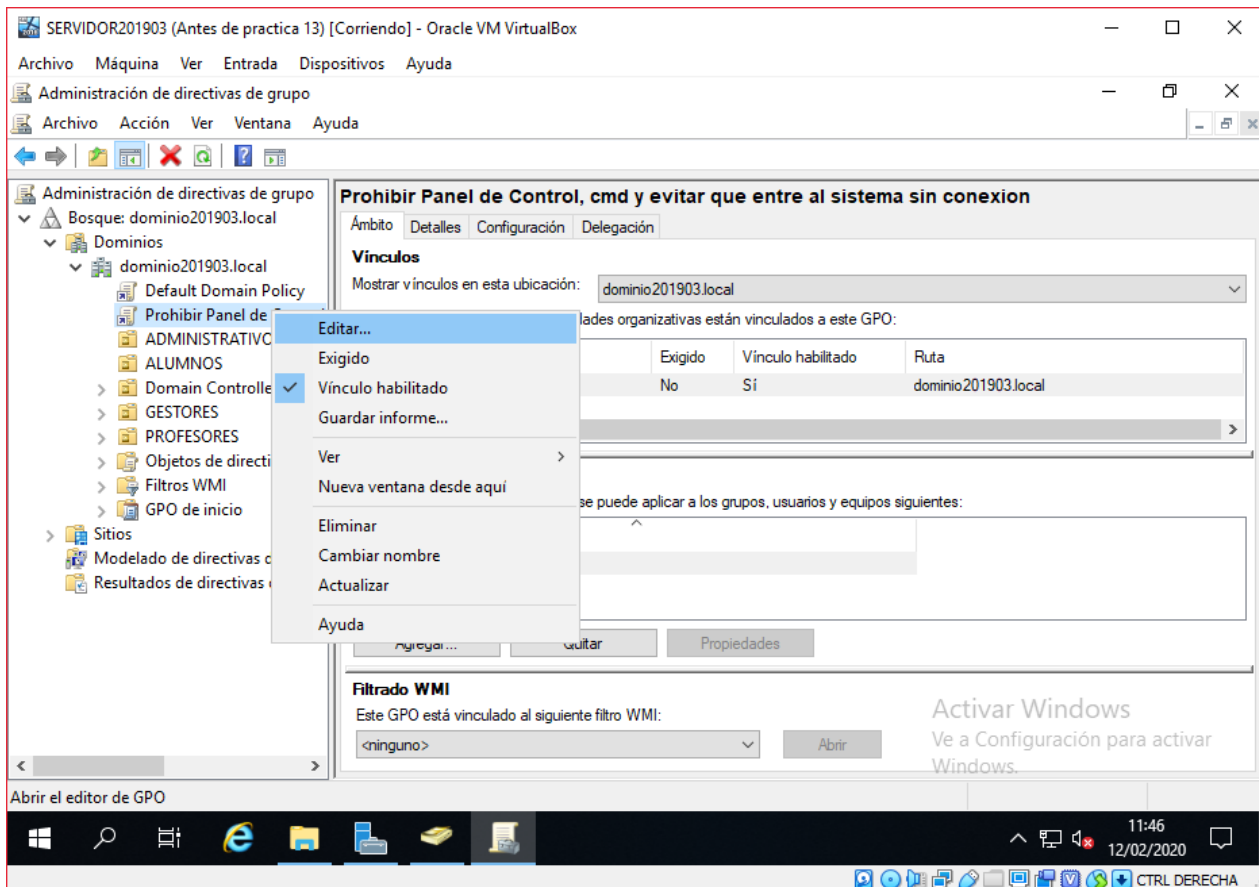 SERVIDOR201903 (Antes de practica 13) [Corriendo] - Oracle VM VirtualBox
Archivo Máquina Ver Entrada Dispositivos Ayuda
Administración de directivas de grupo
Archivo Acción Ver Ventana Ayuda
Administración de directivas de grupo
Bosque: dominio201903.local
Dominios
dominio201903.local
Default Domain Policy
Prohibir Panel de
ADMINISTRATIVO
ALUMNOS
Domain Controlle
GESTORES
PROFESORES
Objetos de directi
Filtros WMI
GPO de inicio
Sitios
Modelado de directivas
Resultados de directivas
Editar...
Exigido
Vínculo habilitado
Guardar informe...
Ver
Nueva ventana desde aquí
Eliminar
Cambiar nombre
Actualizar
Ayuda
Prohibir Panel de Control, cmd y evitar que entre al sistema sin conexion
Ámbito Detalles Configuración Delegación
Vínculos
Mostrar vínculos en esta ubicación: dominio201903.local
dades organizativas están vinculados a este GPO:
Exigido Vínculo habilitado Ruta
No Sí dominio201903.local
se puede aplicar a los grupos, usuarios y equipos siguientes:
Agregar... Quitar Propiedades
Filtrado WMI
Este GPO está vinculado al siguiente filtro WMI:
<ninguno> Abrir
Activar Windows
Ve a Configuración para activar
Windows.
Abrir el editor de GPO
11:46
12/02/2020
CTRL DERECHA